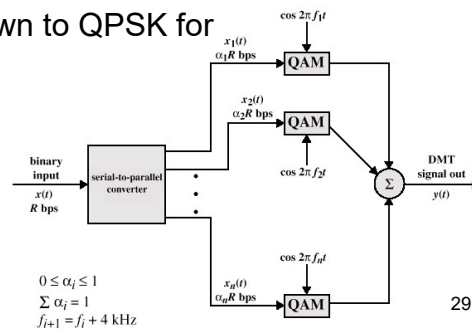 wn to QPSK for
cos 2πf₁t
x₁(t)
α₁R bps
QAM
x₂(t)
α₂R bps
QAM
cos 2πf₂t
binary
input
x(t)
R bps
serial-to-parallel
converter
•
•
•
Σ
DMT
signal out
y(t)
cos 2πfₙt
xₙ(t)
αₙR bps
QAM
0 ≤ αᵢ ≤ 1
Σ αᵢ = 1
fᵢ₊₁ = fᵢ + 4 kHz
29